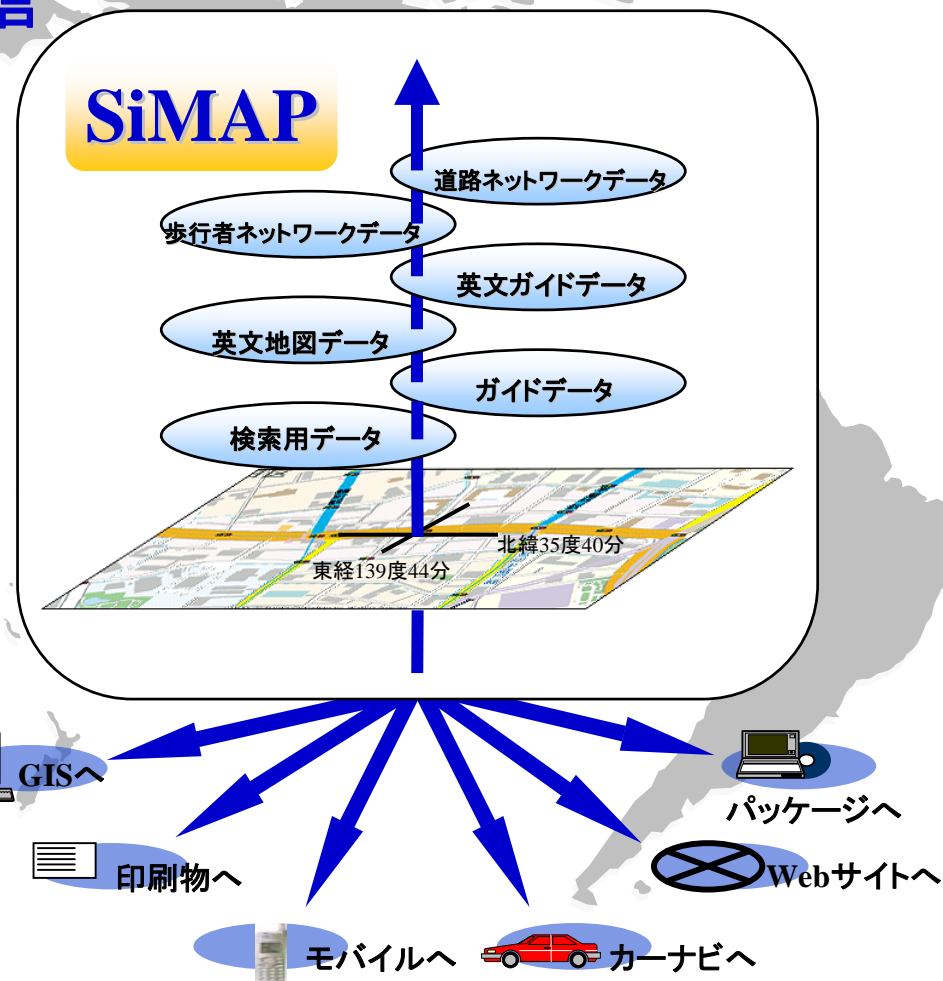 SiMAP
道路ネットワークデータ
歩行者ネットワークデータ
英文ガイドデータ
英文地図データ
ガイドデータ
検索用データ
北緯35度40分
東経139度44分
GISへ
パッケージへ
印刷物へ
Webサイトへ
モバイルへ
カーナビへ